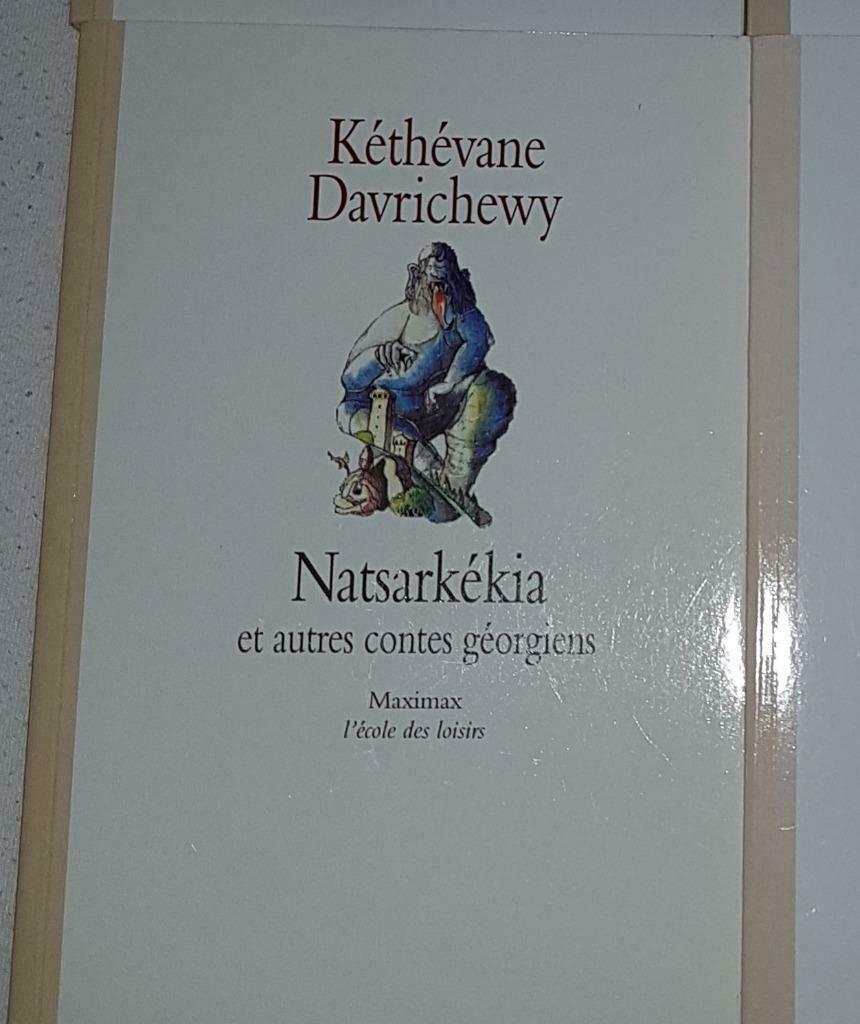 Kéthévane
Davrichewy
Natsarkékia
et autres contes géorgiens
Maximax
l'école des loisirs